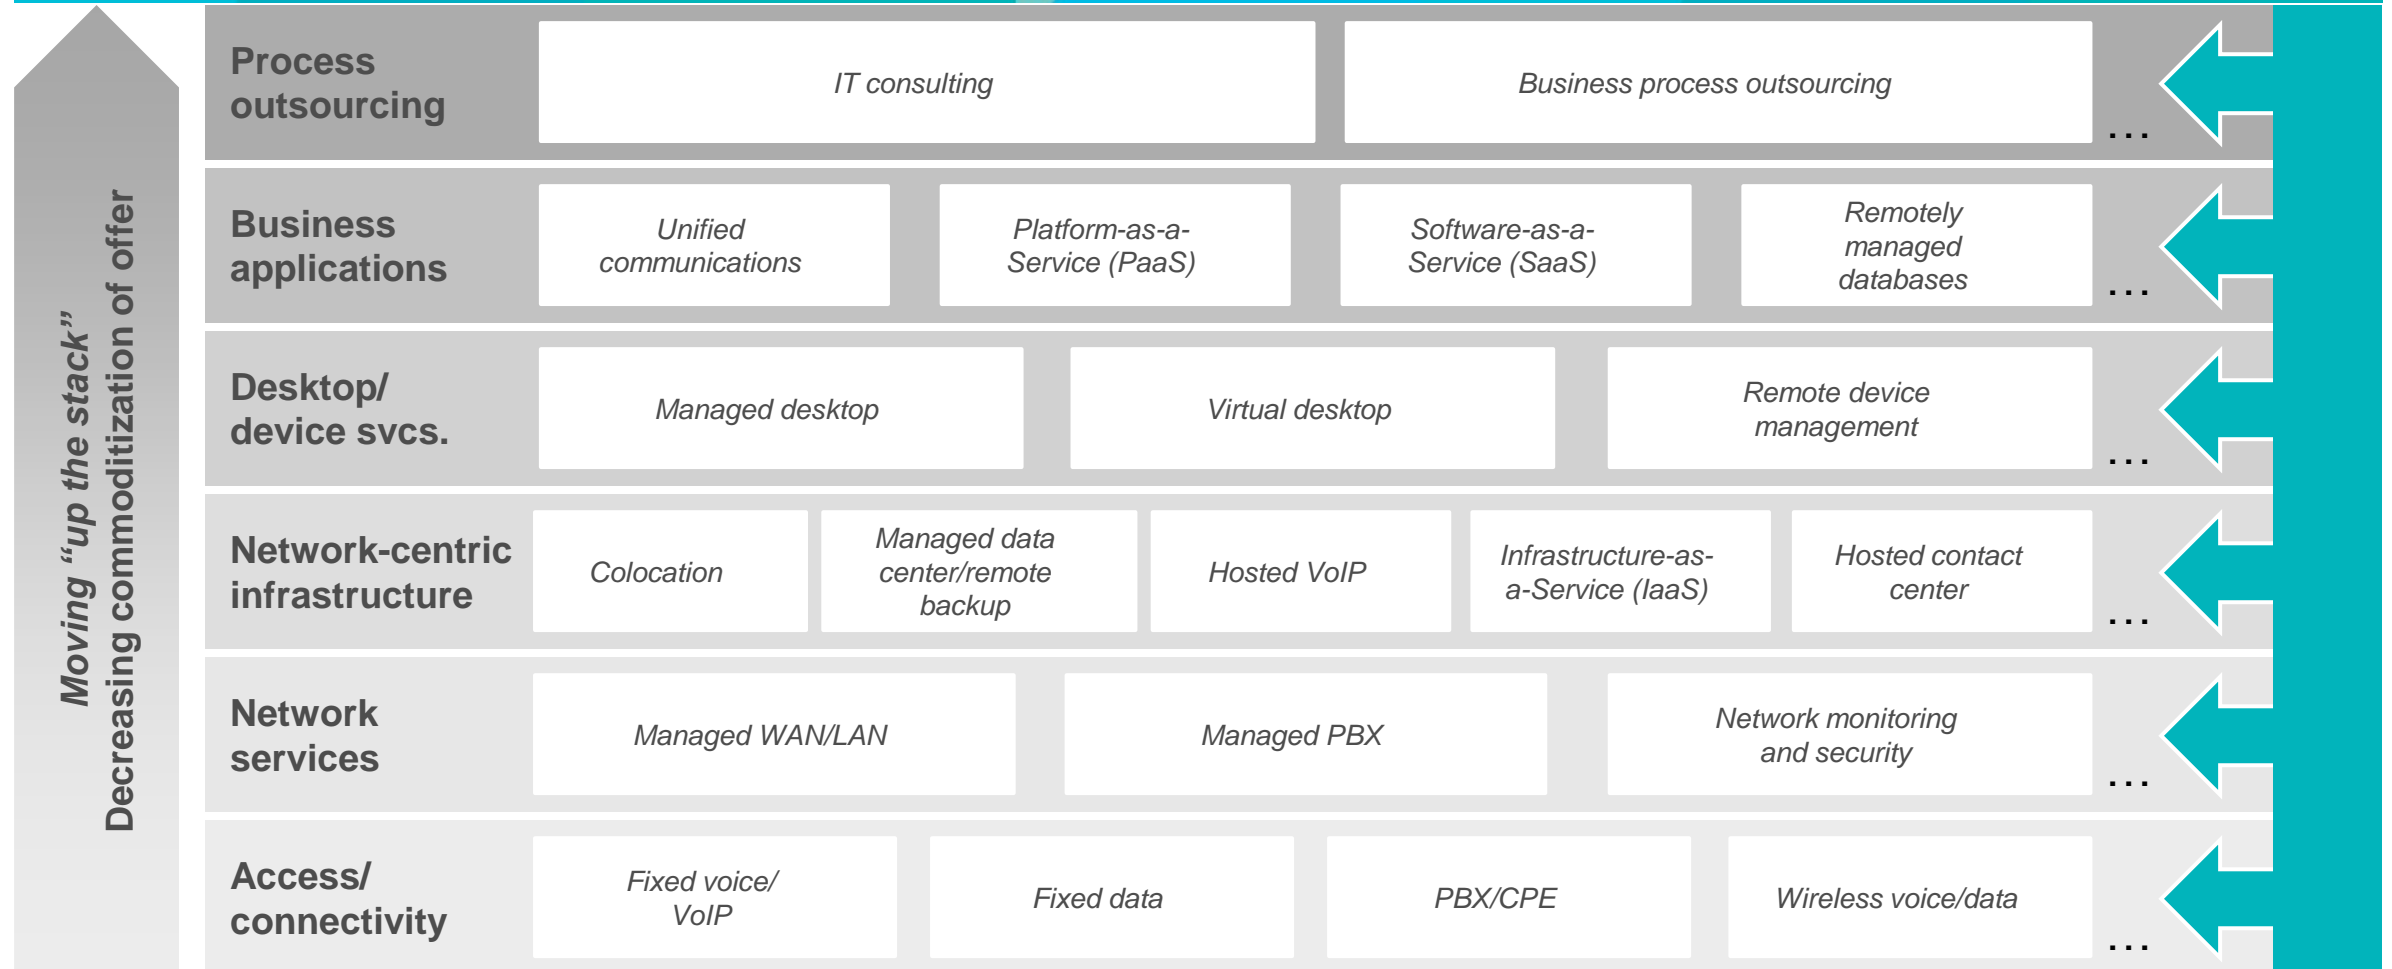 Moving “up the stack”
Decreasing commoditization of offer
Process
outsourcing
IT consulting
Business process outsourcing
...
Business
applications
Unified
communications
Platform-as-a-
Service (PaaS)
Software-as-a-
Service (SaaS)
Remotely
managed
databases
...
Desktop/
device svcs.
Managed desktop
Virtual desktop
Remote device
management
...
Network-centric
infrastructure
Colocation
Managed data
center/remote
backup
Hosted VoIP
Infrastructure-as-
a-Service (IaaS)
Hosted contact
center
...
Network
services
Managed WAN/LAN
Managed PBX
Network monitoring
and security
...
Access/
connectivity
Fixed voice/
VoIP
Fixed data
PBX/CPE
Wireless voice/data
...